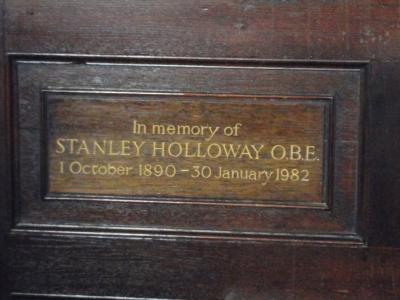 In memory of
STANLEY HOLLOWAY O.B.E.
1 October 1890 – 30 January 1982